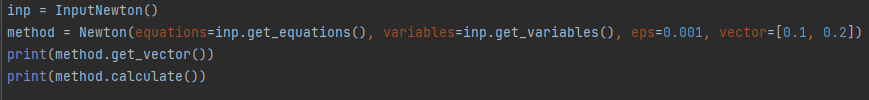 inp = InputNewton()
method = Newton(equations=inp.get_equations(), variables=inp.get_variables(), eps=0.001, vector=[0.1, 0.2])
print(method.get_vector())
print(method.calculate())